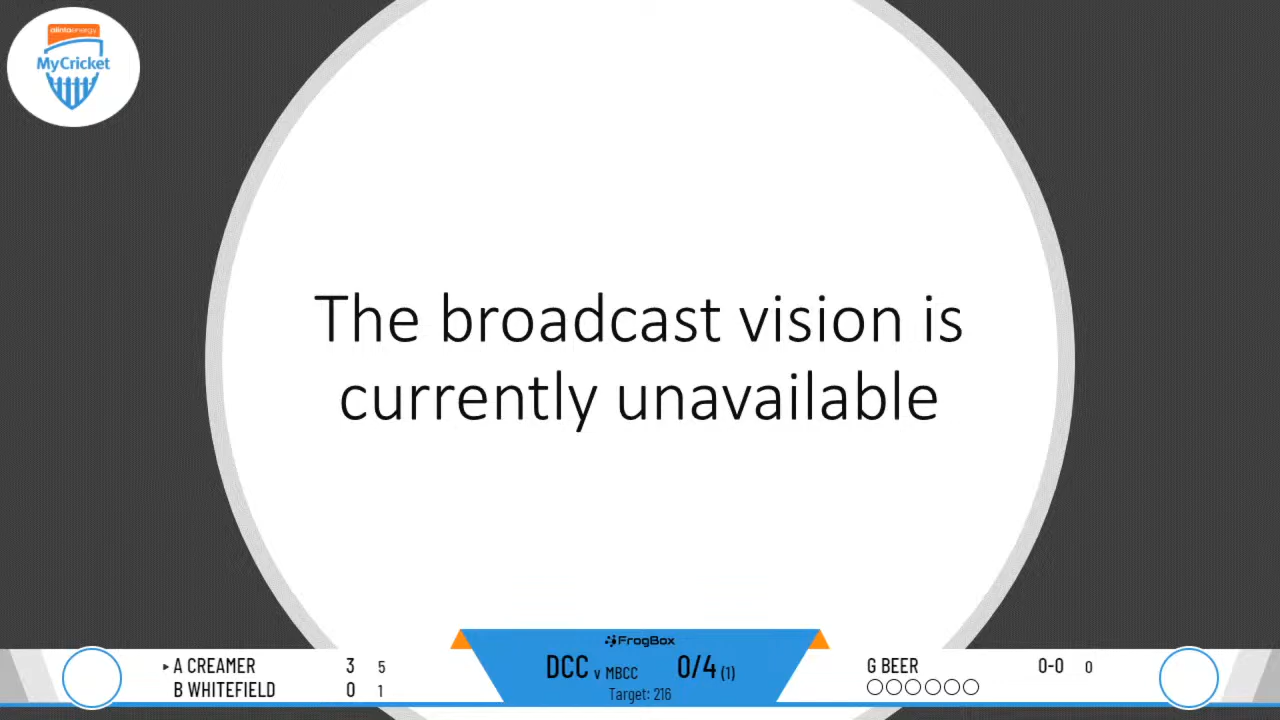 alintaenergy
MyCricket
The broadcast vision is
currently unavailable
FrogBox
A CREAMER 3 5
B WHITEFIELD 0 1
DCC v MBCC 0/4 (1)
Target: 216
G BEER 0-0 0